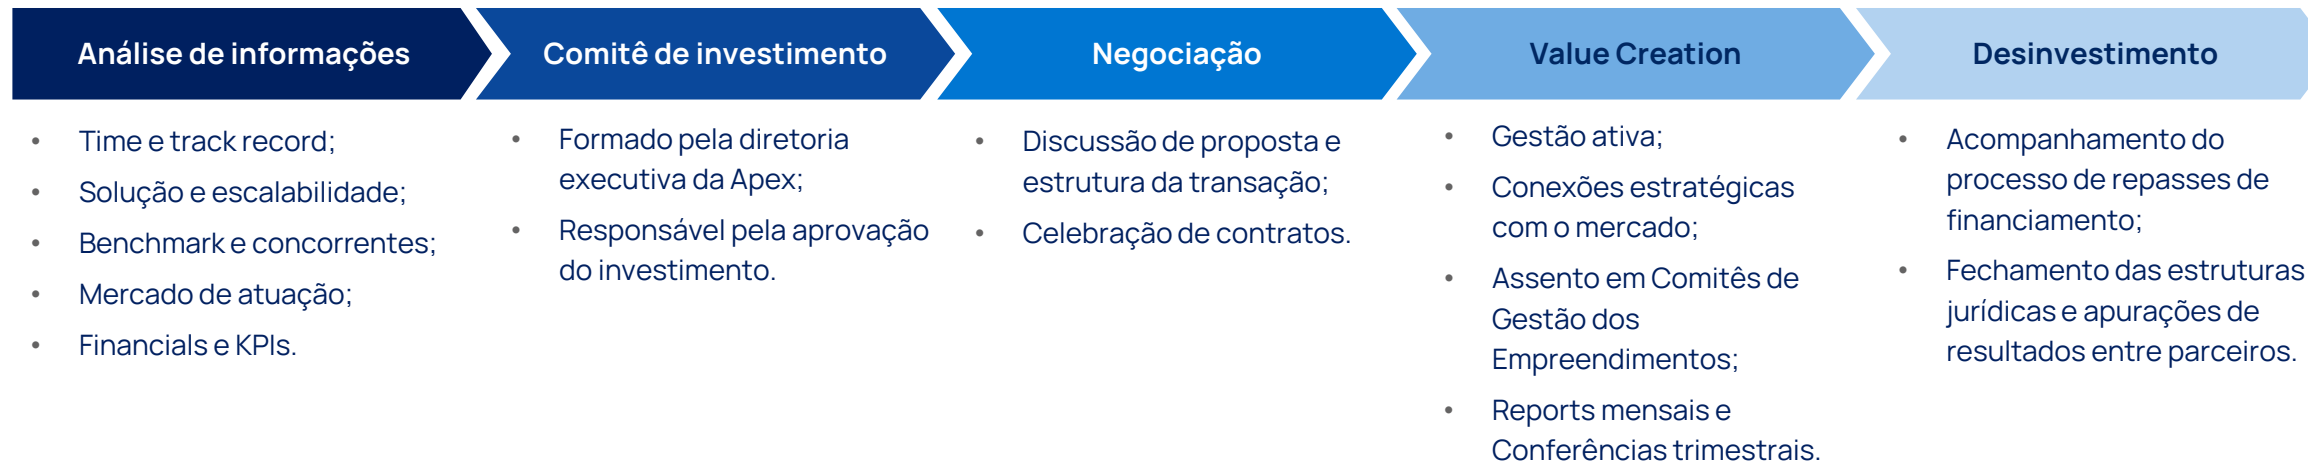 Análise de informações
Time e track record;
Solução e escalabilidade;
Benchmark e concorrentes;
Mercado de atuação;
Financials e KPIs.
Comitê de investimento
Formado pela diretoria
executiva da Apex;
Responsável pela aprovação
do investimento.
Negociação
Discussão de proposta e
estrutura da transação;
Celebração de contratos.
Value Creation
Gestão ativa;
Conexões estratégicas
com o mercado;
Assento em Comitês de
Gestão dos
Empreendimentos;
Reports mensais e
Conferências trimestrais.
Desinvestimento
Acompanhamento do
processo de repasses de
financiamento;
Fechamento das estruturas
jurídicas e apurações de
resultados entre parceiros.